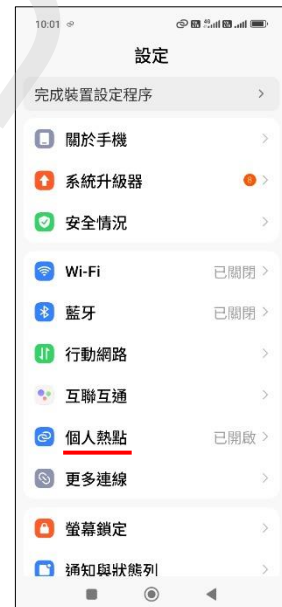 10:01
設定
完成裝置設定程序
關於手機
系統升級器
安全情況
Wi-Fi 已關閉
藍牙 已關閉
行動網路
互聯互通
個人熱點 已開啟
更多連線
螢幕鎖定
通知與狀態列